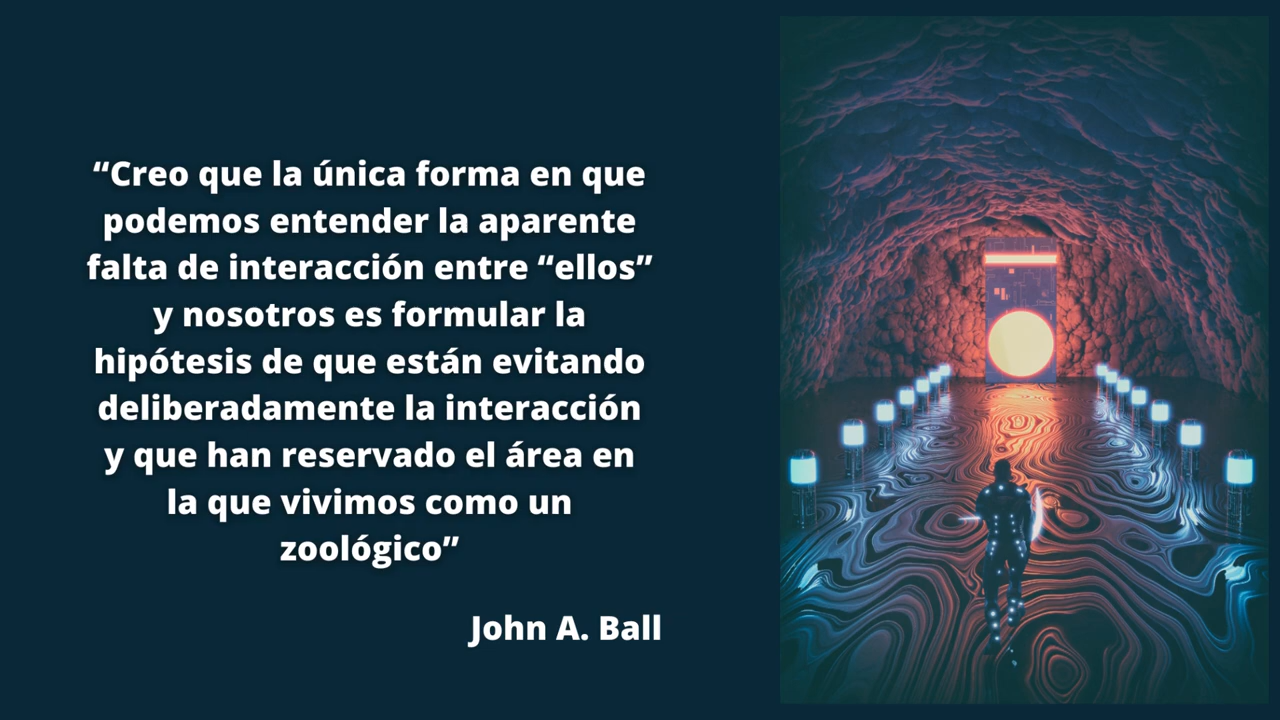 “Creo que la única forma en que
podemos entender la aparente
falta de interacción entre “ellos”
y nosotros es formular la
hipótesis de que están evitando
deliberadamente la interacción
y que han reservado el área en
la que vivimos como un
zoológico”
John A. Ball